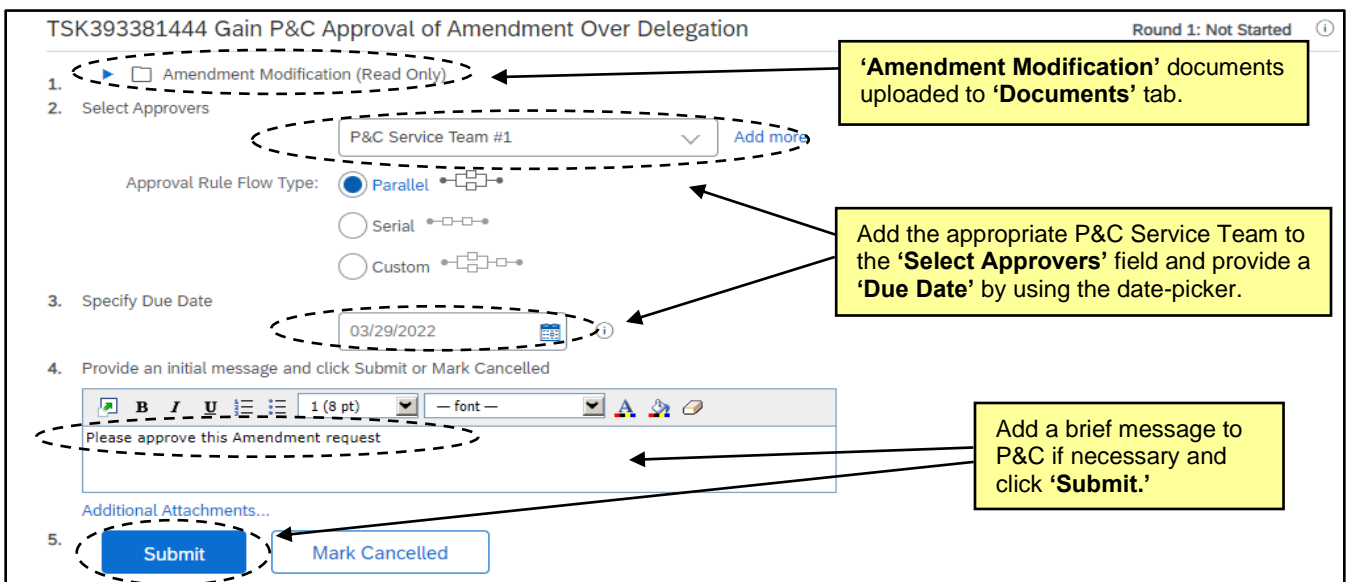 TSK393381444 Gain P&C Approval of Amendment Over Delegation
Round 1: Not Started
1. Amendment Modification (Read Only)
‘Amendment Modification’ documents
uploaded to ‘Documents’ tab.
2. Select Approvers
P&C Service Team #1
Add more
Approval Rule Flow Type:
Parallel
Serial
Custom
Add the appropriate P&C Service Team to
the ‘Select Approvers’ field and provide a
‘Due Date’ by using the date-picker.
3. Specify Due Date
03/29/2022
4. Provide an initial message and click Submit or Mark Cancelled
B I U 1 (8 pt) — font — A
Please approve this Amendment request
Add a brief message to
P&C if necessary and
click ‘Submit.’
Additional Attachments...
5. Submit Mark Cancelled